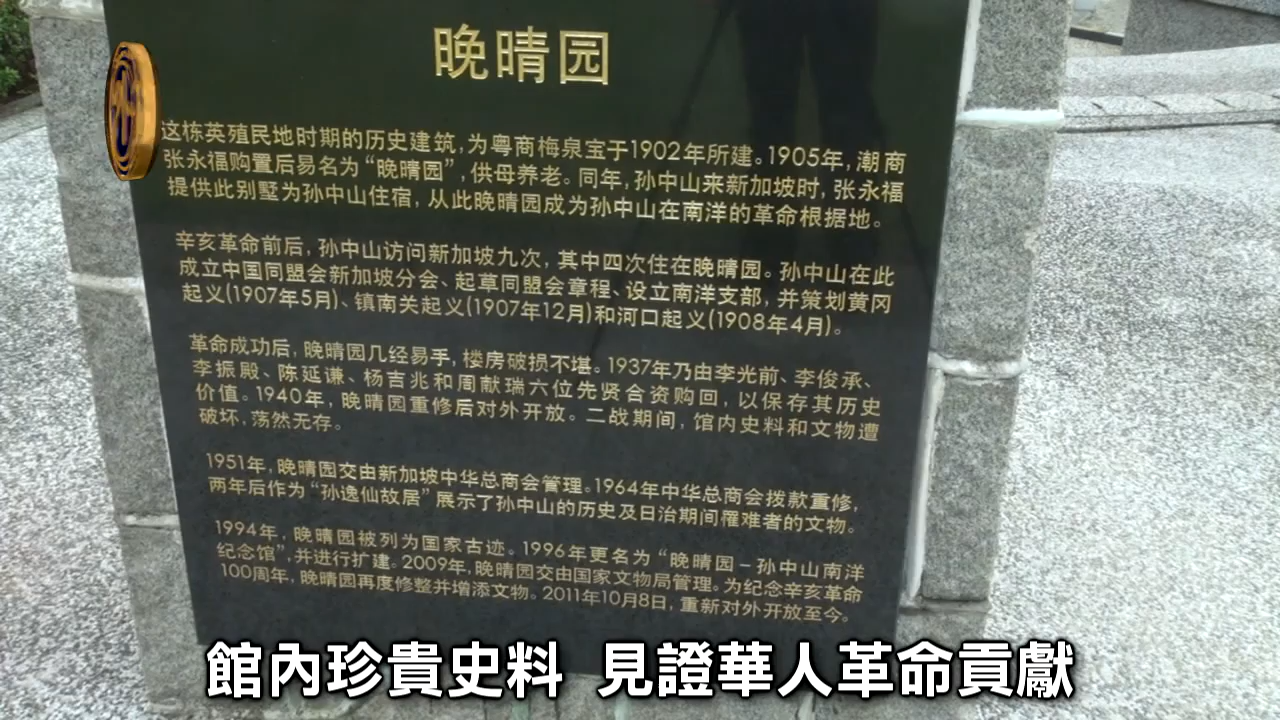 晚晴园
这栋英殖民地时期的历史建筑,为粤商梅泉宝于1902年所建。1905年,潮商
张永福购置后易名为“晚晴园”,供母养老。同年,孙中山来新加坡时,张永福
提供此别墅为孙中山住宿,从此晚晴园成为孙中山在南洋的革命根据地。
辛亥革命前后,孙中山访问新加坡九次,其中四次住在晚晴园。孙中山在此
成立中国同盟会新加坡分会、起草同盟会章程、设立南洋支部,并策划黄冈
起义(1907年5月)、镇南关起义(1907年12月)和河口起义(1908年4月)。
革命成功后,晚晴园几经易手,楼房破损不堪。1937年乃由李光前、李俊承、
李振殿、陈延谦、杨吉兆和周献瑞六位先贤合资购回,以保存其历史
价值。1940年,晚晴园重修后对外开放。二战期间,馆内史料和文物遭
破坏,荡然无存。
1951年,晚晴园交由新加坡中华总商会管理。1964年中华总商会拨款重修,
两年后作为“孙逸仙故居”展示了孙中山的历史及日治期间罹难者的文物。
1994年,晚晴园被列为国家古迹。1996年更名为“晚晴园－孙中山南洋
纪念馆”,并进行扩建。2009年,晚晴园交由国家文物局管理。为纪念辛亥革命
100周年,晚晴园再度修整并增添文物。2011年10月8日,重新对外开放至今。
館內珍貴史料 見證華人革命貢獻